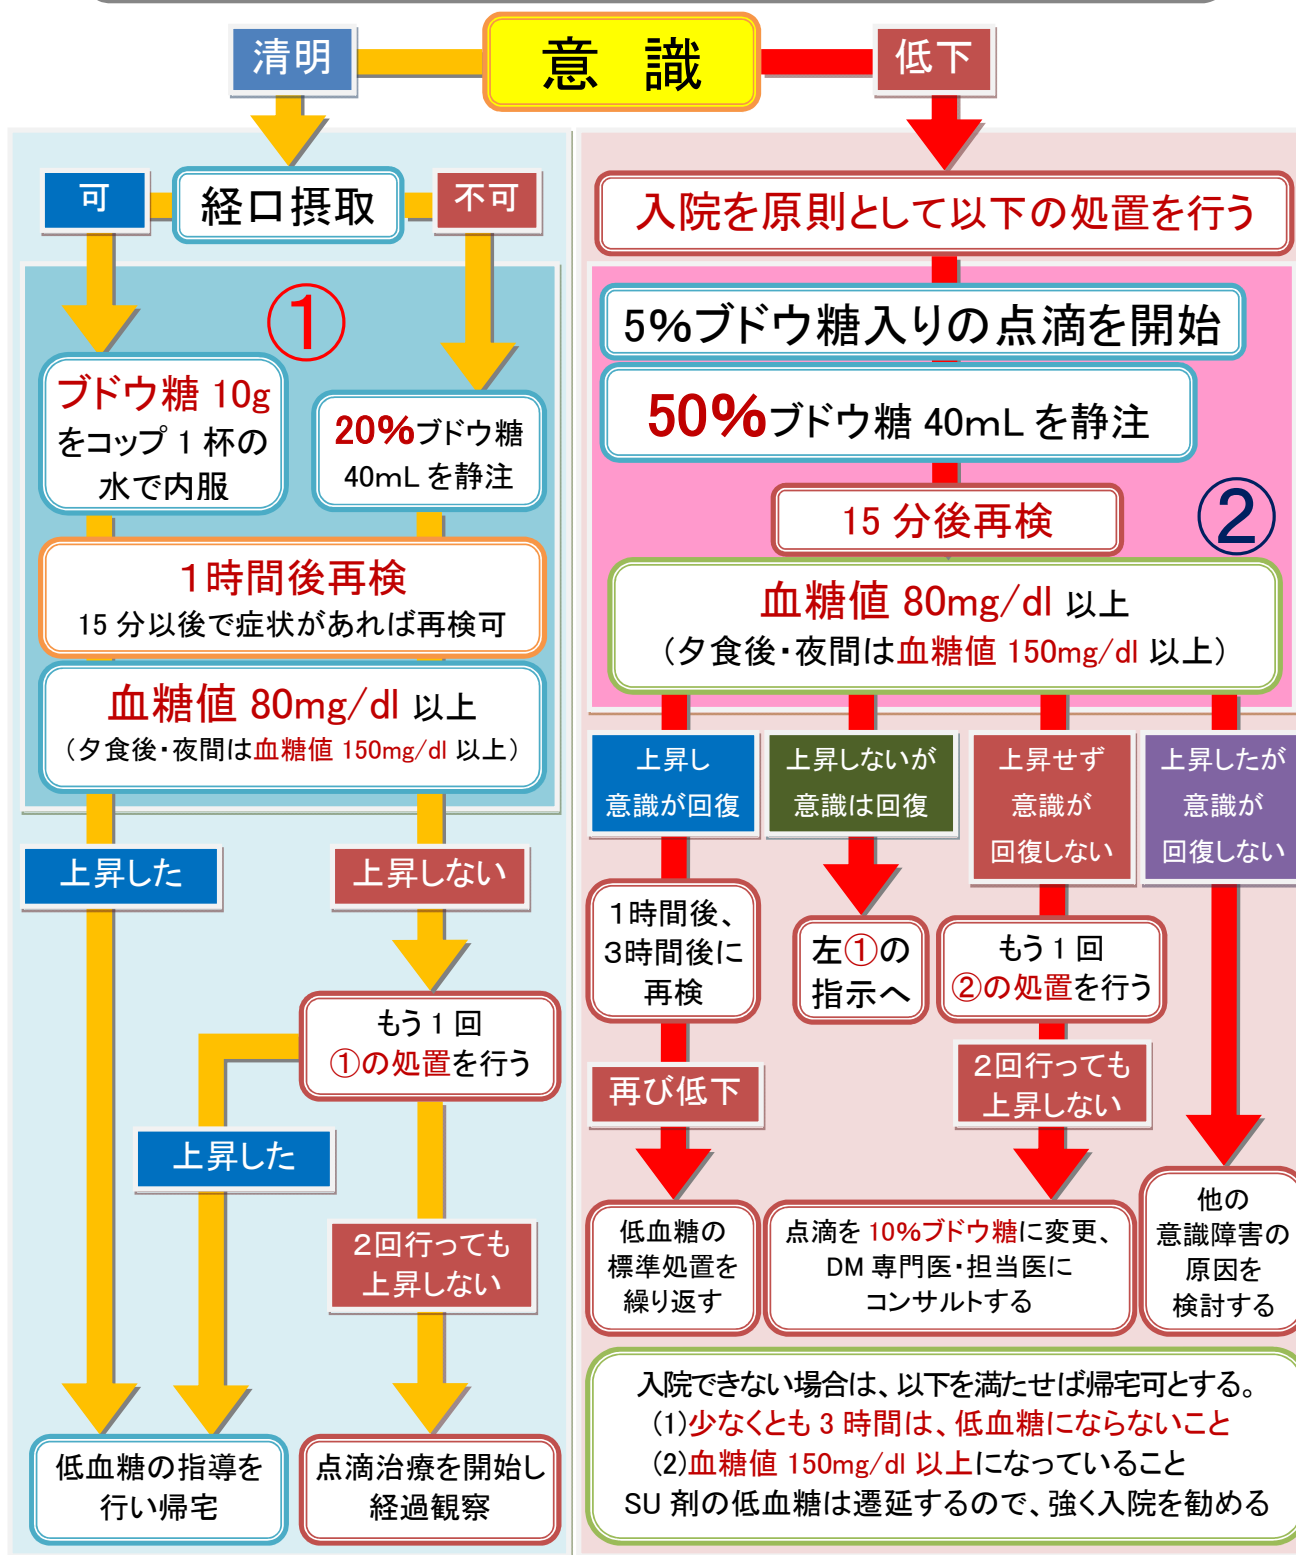 意 識
清明
低下
可
経口摂取
不可
①
ブドウ糖 10g
をコップ 1 杯の
水で内服
20%ブドウ糖
40mL を静注
1時間後再検
15 分以後で症状があれば再検可
血糖値 80mg/dl 以上
(夕食後・夜間は血糖値 150mg/dl 以上)
上昇した
上昇しない
もう 1 回
①の処置を行う
上昇した
2回行っても
上昇しない
低血糖の指導を
行い帰宅
点滴治療を開始し
経過観察
入院を原則として以下の処置を行う
5%ブドウ糖入りの点滴を開始
50%ブドウ糖 40mL を静注
15 分後再検
②
血糖値 80mg/dl 以上
(夕食後・夜間は血糖値 150mg/dl 以上)
上昇し
意識が回復
上昇しないが
意識は回復
上昇せず
意識が
回復しない
上昇したが
意識が
回復しない
1時間後、
3時間後に
再検
左①の
指示へ
もう 1 回
②の処置を行う
再び低下
2回行っても
上昇しない
低血糖の
標準処置を
繰り返す
点滴を 10%ブドウ糖に変更、
DM 専門医・担当医に
コンサルトする
他の
意識障害の
原因を
検討する
入院できない場合は、以下を満たせば帰宅可とする。
(1)少なくとも 3 時間は、低血糖にならないこと
(2)血糖値 150mg/dl 以上になっていること
SU 剤の低血糖は遷延するので、強く入院を勧める